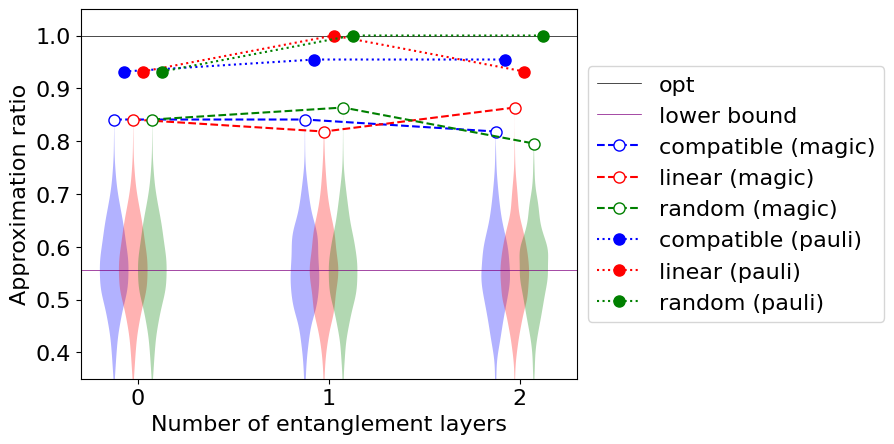 1.0
0.9
0.8
0.7
0.6
0.5
0.4
Approximation ratio
0 1 2
Number of entanglement layers
opt
lower bound
compatible (magic)
linear (magic)
random (magic)
compatible (pauli)
linear (pauli)
random (pauli)